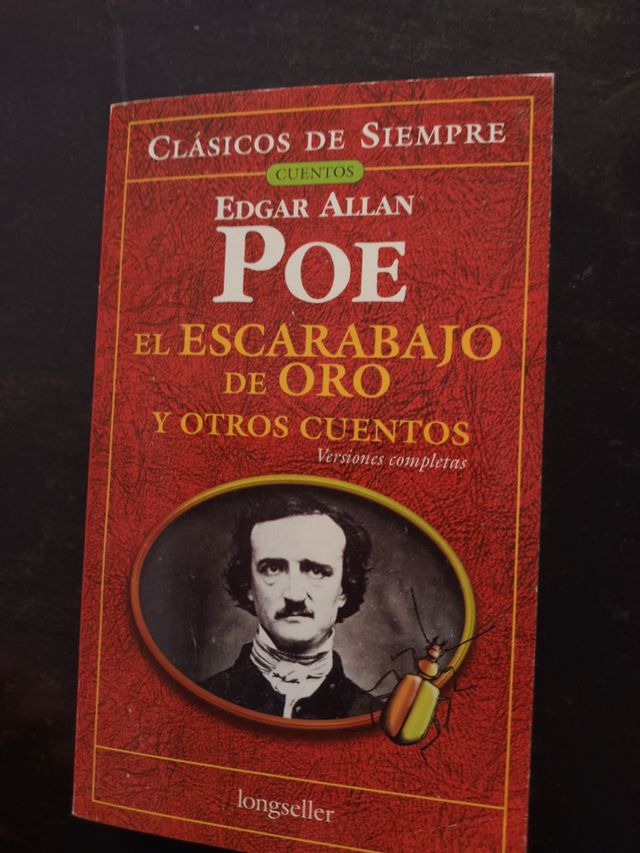 CLÁSICOS DE SIEMPRE
CUENTOS
EDGAR ALLAN
POE
EL ESCARABAJO
DE ORO
Y OTROS CUENTOS
Versiones completas
longseller